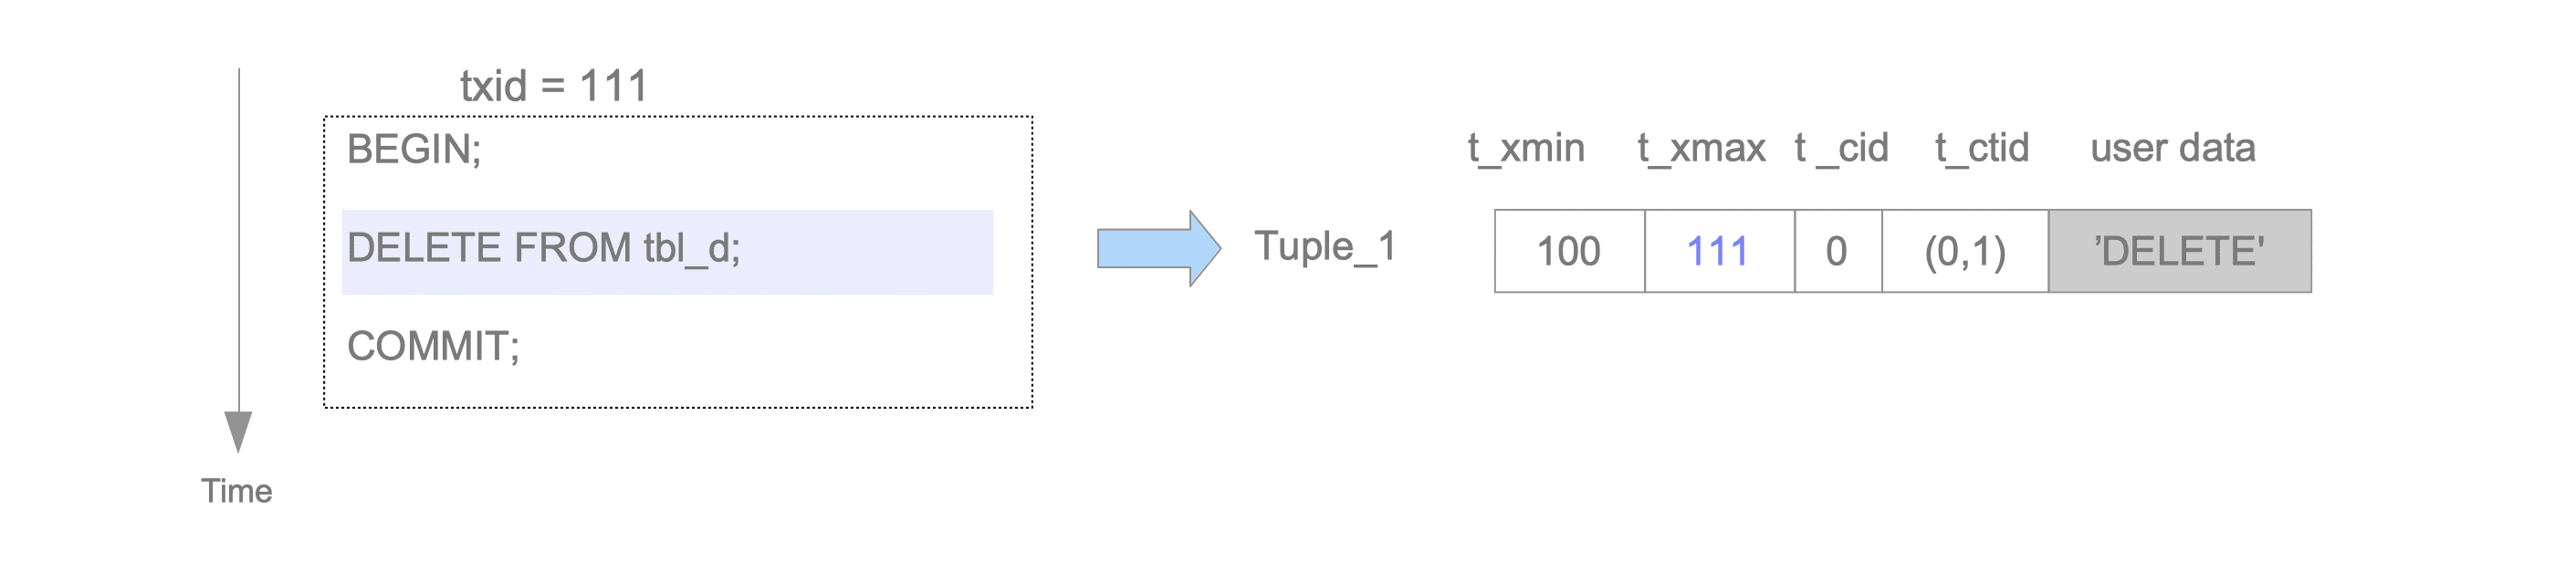 txid = 111
BEGIN;
DELETE FROM tbl_d;
COMMIT;
Time
t_xmin t_xmax t _cid t_ctid user data
Tuple_1 100 111 0 (0,1) ’DELETE'